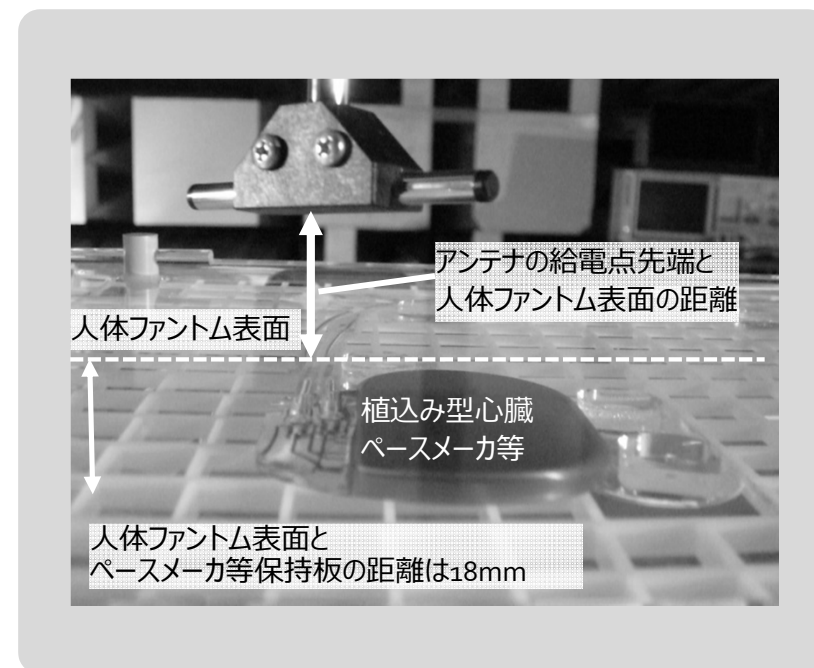 アンテナの給電点先端と
人体ファントム表面の距離
人体ファントム表面
植込み型心臓
ペースメーカ等
人体ファントム表面と
ペースメーカ等保持板の距離は18mm